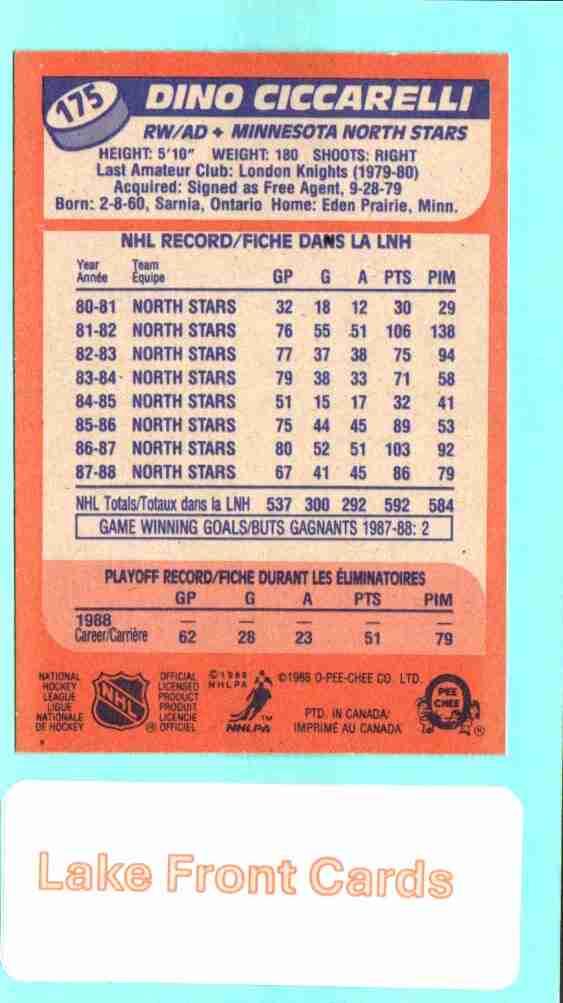 175
DINO CICCARELLI
RW/AD + MINNESOTA NORTH STARS
HEIGHT: 5'10" WEIGHT: 180 SHOOTS: RIGHT
Last Amateur Club: London Knights (1979-80)
Acquired: Signed as Free Agent, 9-28-79
Born: 2-8-60, Sarnia, Ontario Home: Eden Prairie, Minn.
NHL RECORD/FICHE DANS LA LNH
Year Team
Année Équipe GP G A PTS PIM
80-81 NORTH STARS 32 18 12 30 29
81-82 NORTH STARS 76 55 51 106 138
82-83 NORTH STARS 77 37 38 75 94
83-84 NORTH STARS 79 38 33 71 58
84-85 NORTH STARS 51 15 17 32 41
85-86 NORTH STARS 75 44 45 89 53
86-87 NORTH STARS 80 52 51 103 92
87-88 NORTH STARS 67 41 45 86 79
NHL Totals/Totaux dans la LNH 537 300 292 592 584
GAME WINNING GOALS/BUTS GAGNANTS 1987-88: 2
PLAYOFF RECORD/FICHE DURANT LES ÉLIMINATOIRES
GP G A PTS PIM
1988 — — — — —
Career/Carrière 62 28 23 51 79
NATIONAL
HOCKEY
LEAGUE
LIGUE
NATIONALE
DE HOCKEY
NHL
®
OFFICIAL
LICENSED
PRODUCT
PRODUIT
LICENCIE
OFFICIEL
©1988
NHLPA
TM
NHLPA
©1988 O-PEE-CHEE CO. LTD.
PTD. IN CANADA/
IMPRIMÉ AU CANADA
PEE
CHEE
®
*
Lake Front Cards